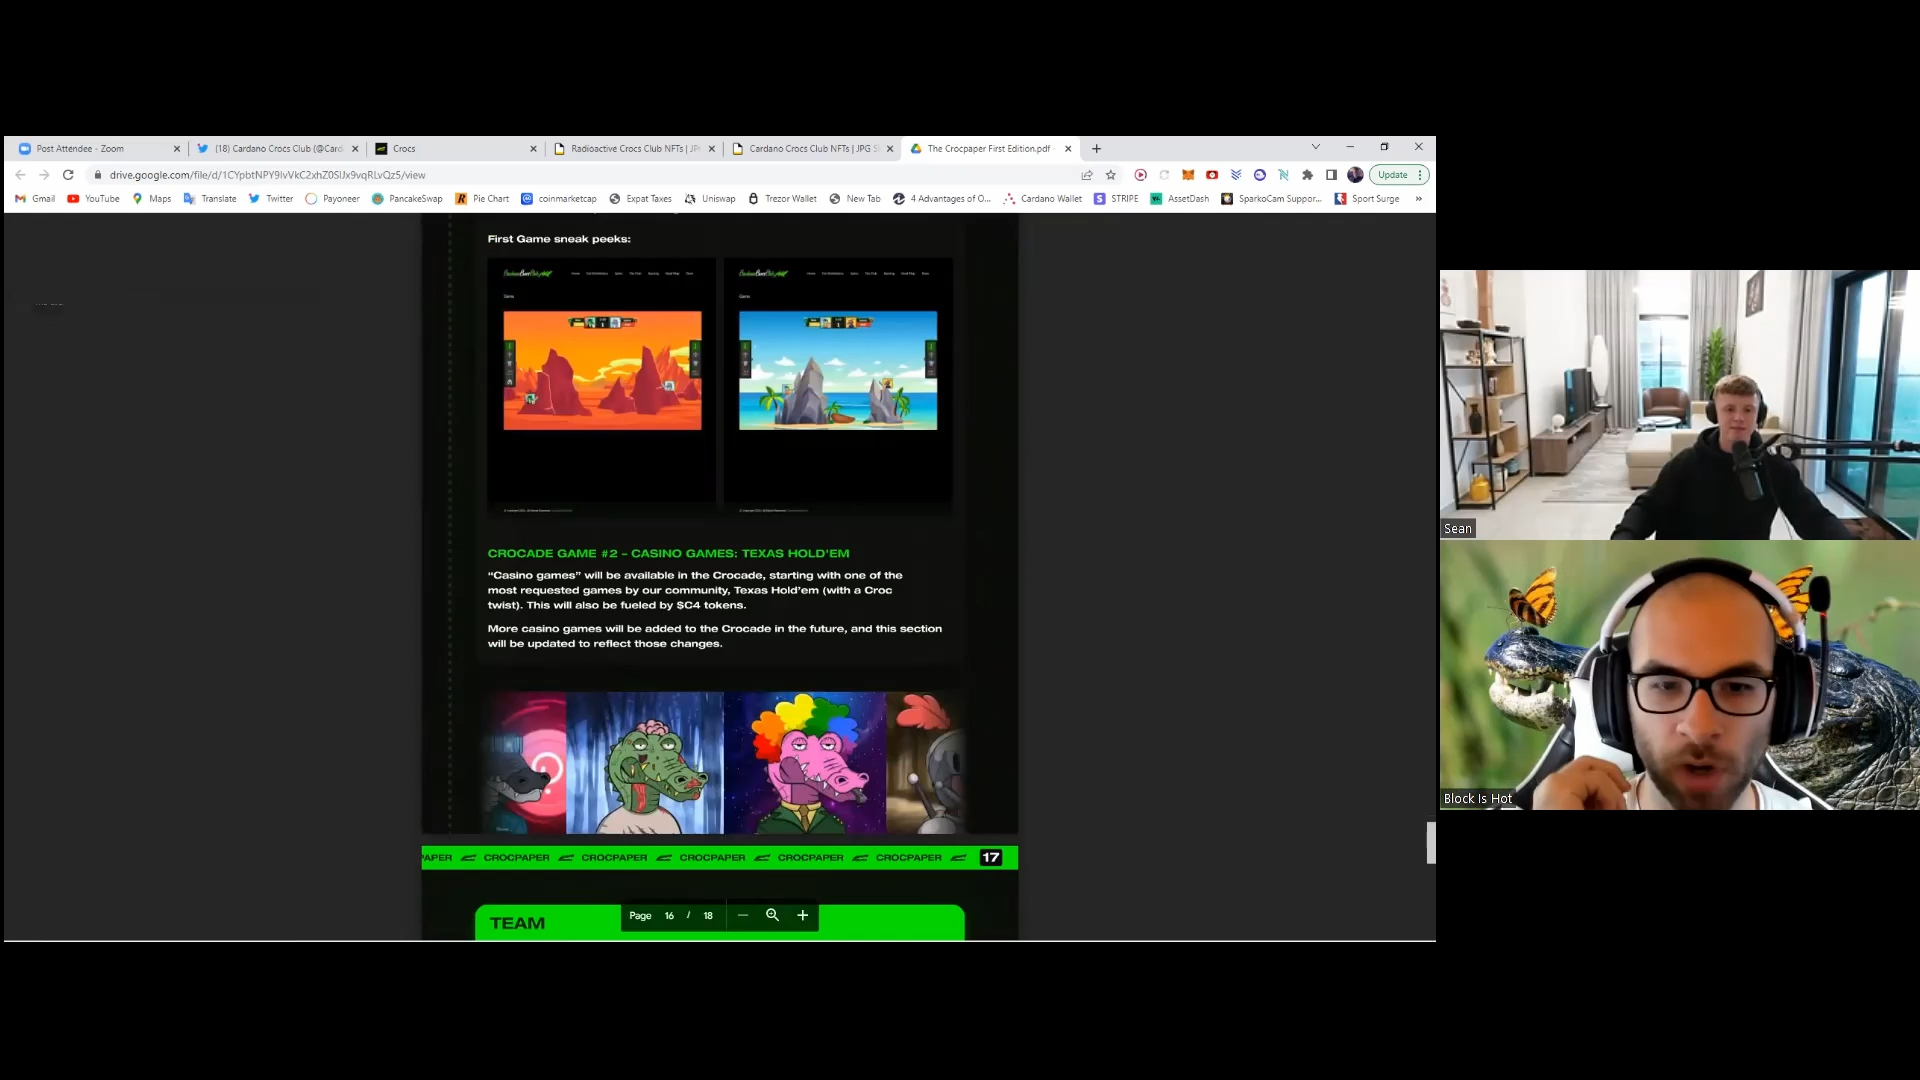 Post Attendee - Zoom
(18) Cardano Crocs Club (@Card
Crocs
Radioactive Crocs Club NFTs | JP
Cardano Crocs Club NFTs | JPG S
The Crocpaper First Edition.pdf
drive.google.com/file/d/1CYpbtNPY9lvVkC2xhZ0SlJx9vqRLvQz5/view
Update
Gmail
YouTube
Maps
Translate
Twitter
Payoneer
PancakeSwap
Pie Chart
coinmarketcap
Expat Taxes
Uniswap
Trezor Wallet
New Tab
4 Advantages of O...
Cardano Wallet
STRIPE
AssetDash
SparkoCam Suppor...
Sport Surge
»
First Game sneak peeks:
CROCADE GAME #2 – CASINO GAMES: TEXAS HOLD'EM
“Casino games” will be available in the Crocade, starting with one of the
most requested games by our community, Texas Hold’em (with a Croc
twist). This will also be fueled by $C4 tokens.
More casino games will be added to the Crocade in the future, and this section
will be updated to reflect those changes.
PAPER CROCPAPER CROCPAPER CROCPAPER CROCPAPER CROCPAPER 17
TEAM
Page 16 / 18
Sean
Block Is Hot